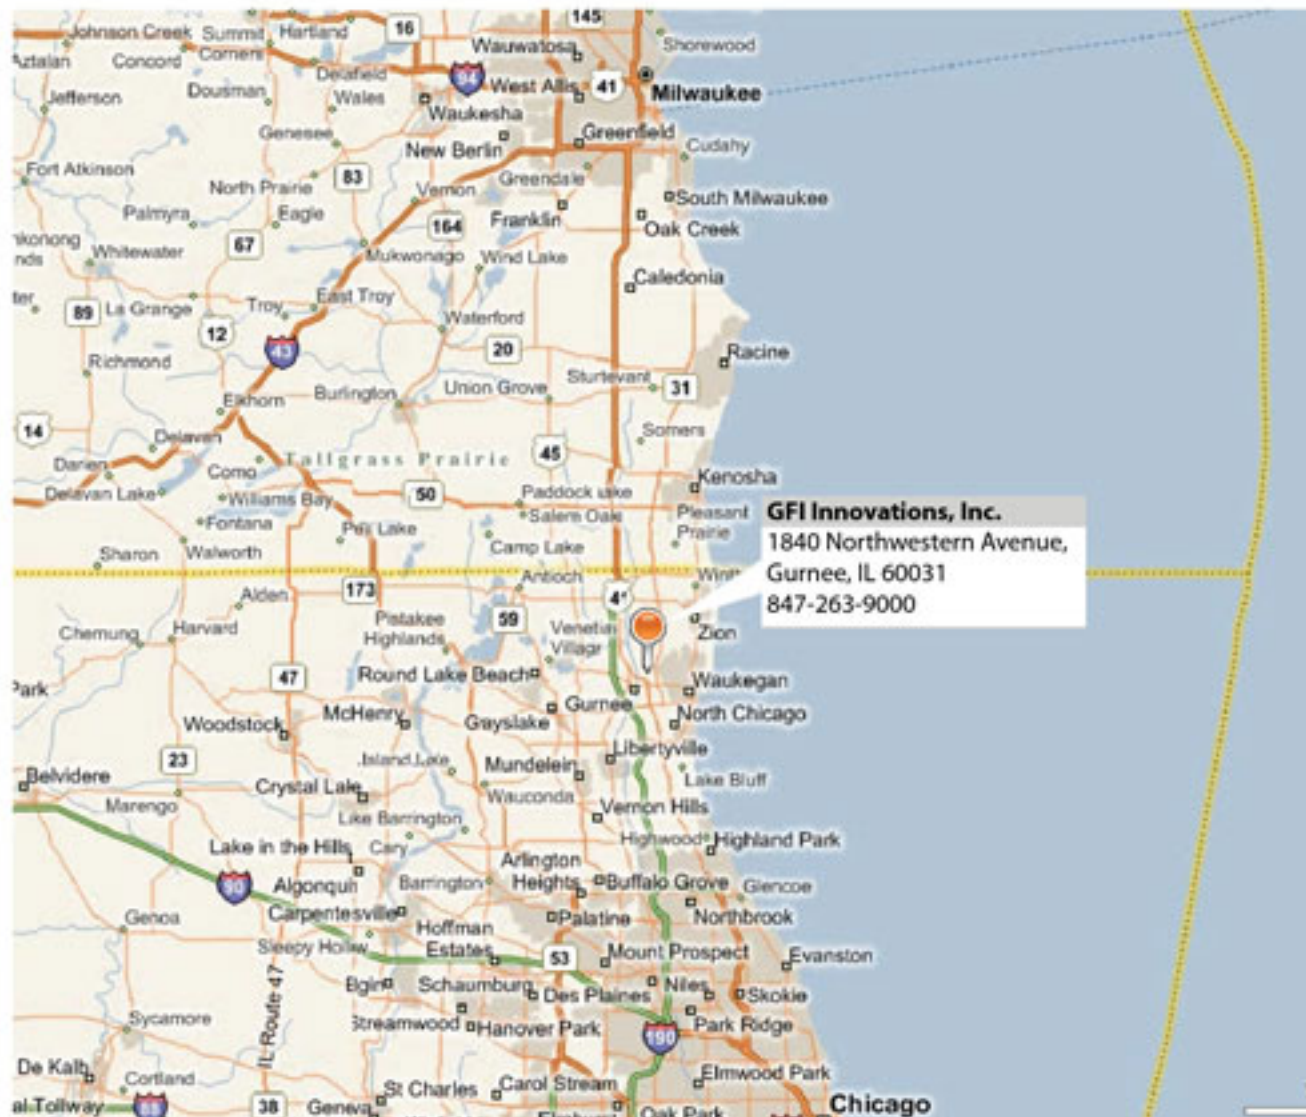 145
16
Johnson Creek
Summit
Hartland
Corners
Aztalan
Concord
Delafield
94
Wauwatosa
Shorewood
West Allis
41
Milwaukee
Jefferson
Dousman
Wales
Waukesha
Genesee
New Berlin
Greenfield
Cudahy
Fort Atkinson
North Prairie
83
Vernon
Greendale
South Milwaukee
Palmyra
Eagle
164
Franklin
Oak Creek
67
Whitewater
Mukwonago
Wind Lake
Caledonia
89
La Grange
Troy
East Troy
12
Waterford
43
20
Racine
Richmond
Sturtevant
31
Burlington
Union Grove
Elkhorn
14
Delavan
45
Somers
Darien
Como
Tallgrass Prairie
Kenosha
Delavan Lake
Williams Bay
50
Paddock Lake
Fontana
Pell Lake
Salem Oaks
Pleasant
Prairie
Sharon
Walworth
Camp Lake
GFI Innovations, Inc.
1840 Northwestern Avenue,
Gurnee, IL 60031
847-263-9000
173
Antioch
Alden
Pistakee
Highlands
59
Chemung
Harvard
Zion
47
Round Lake Beach
Waukegan
Park
Woodstock
McHenry
Grayslake
Gurnee
North Chicago
23
Island Lake
Mundelein
Libertyville
Belvidere
Crystal Lake
Lake Bluff
Marengo
Wauconda
Vernon Hills
Lake Barrington
Highwood
Highland Park
Lake in the Hills
Cary
Arlington
Heights
90
Algonquin
Barrington
Buffalo Grove
Glencoe
Genoa
Carpentersville
Hoffman
Estates
Palatine
Northbrook
Sleepy Hollow
53
Mount Prospect
Evanston
Elgin
Schaumburg
Des Plaines
Niles
Skokie
IL Route 47
Sycamore
Streamwood
Hanover Park
190
Park Ridge
De Kalb
Cortland
St Charles
Carol Stream
Elmwood Park
al Tollway
88
38
Geneva
Elmhurst
Oak Park
Chicago